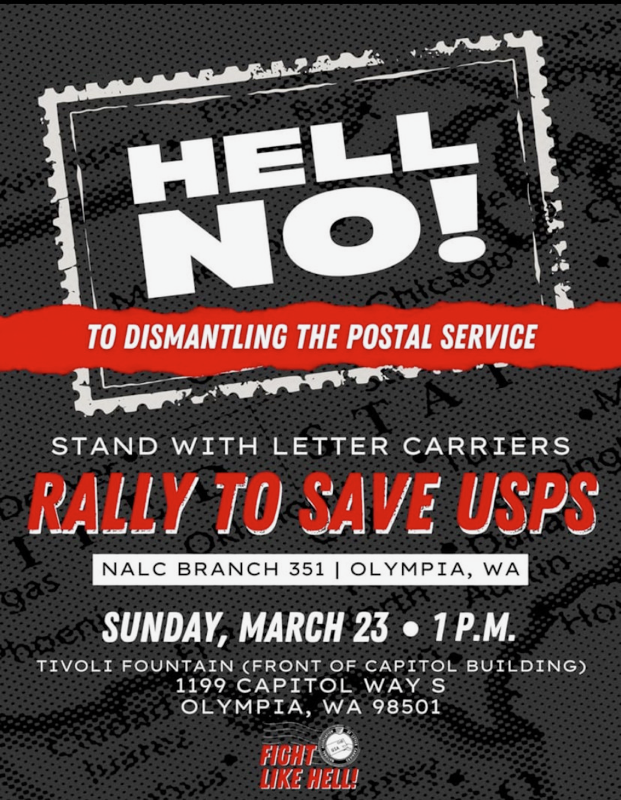 HELL
NO!
TO DISMANTLING THE POSTAL SERVICE
STAND WITH LETTER CARRIERS
RALLY TO SAVE USPS
NALC BRANCH 351 | OLYMPIA, WA
SUNDAY, MARCH 23 • 1 P.M.
TIVOLI FOUNTAIN (FRONT OF CAPITOL BUILDING)
1199 CAPITOL WAY S
OLYMPIA, WA 98501
FIGHT
LIKE HELL!
Chicago